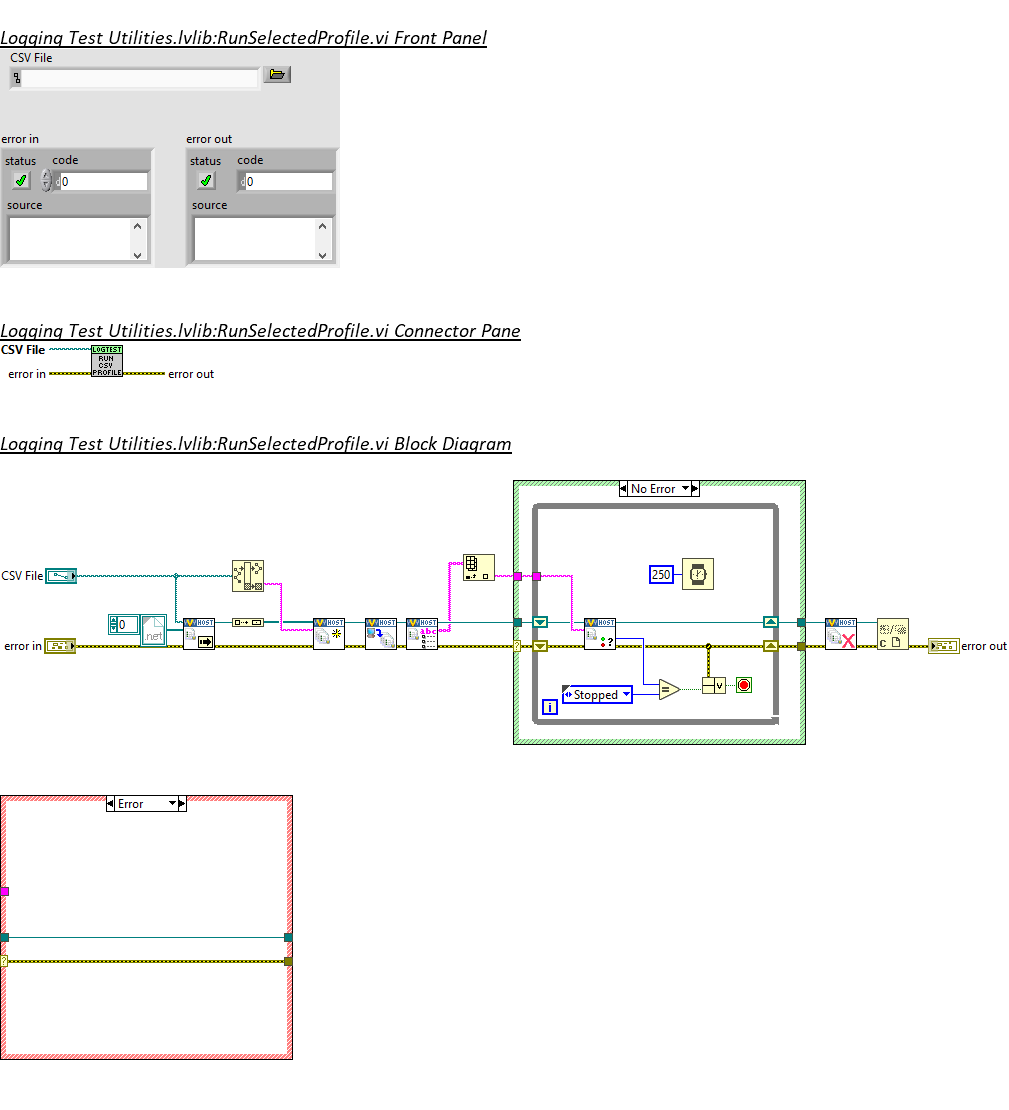 Logging Test Utilities.lvlib:RunSelectedProfile.vi Front Panel
CSV File
error in
error out
status code
status code
0
0
source
source
Logging Test Utilities.lvlib:RunSelectedProfile.vi Connector Pane
CSV File
LOGTEST
RUN
CSV
PROFILE
error in
error out
Logging Test Utilities.lvlib:RunSelectedProfile.vi Block Diagram
No Error
CSV File
250
0
.net
HOST
HOST
HOST
HOST
abc
HOST
?
HOST
error in
?
C
error out
=
v
Stopped
i
Error
?